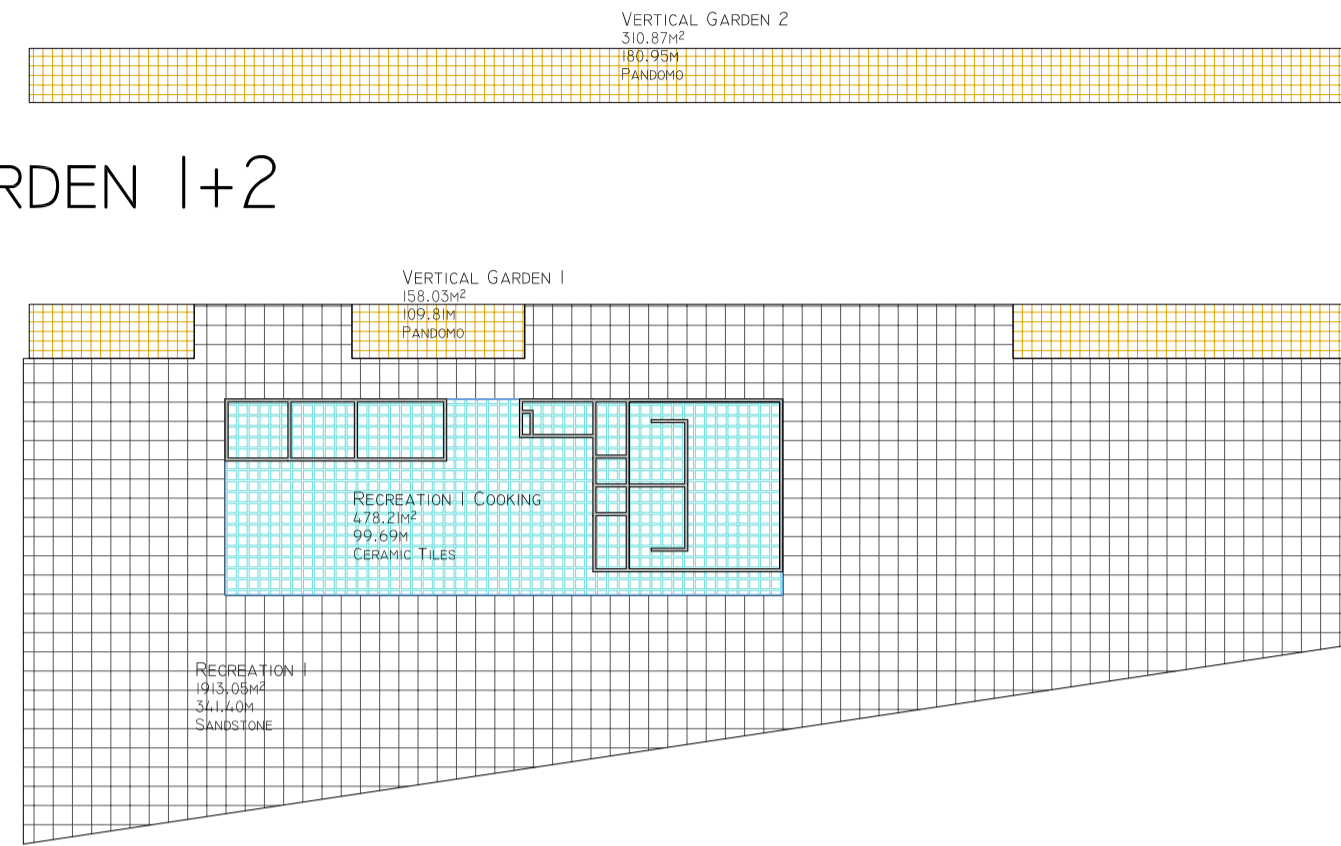 VERTICAL GARDEN 2
310.87M²
180.95M
PANDOMO
RDEN 1+2
VERTICAL GARDEN 1
158.03M²
109.81M
PANDOMO
RECREATION 1 COOKING
478.21M²
99.69M
CERAMIC TILES
RECREATION 1
1913.05M²
341.40M
SANDSTONE